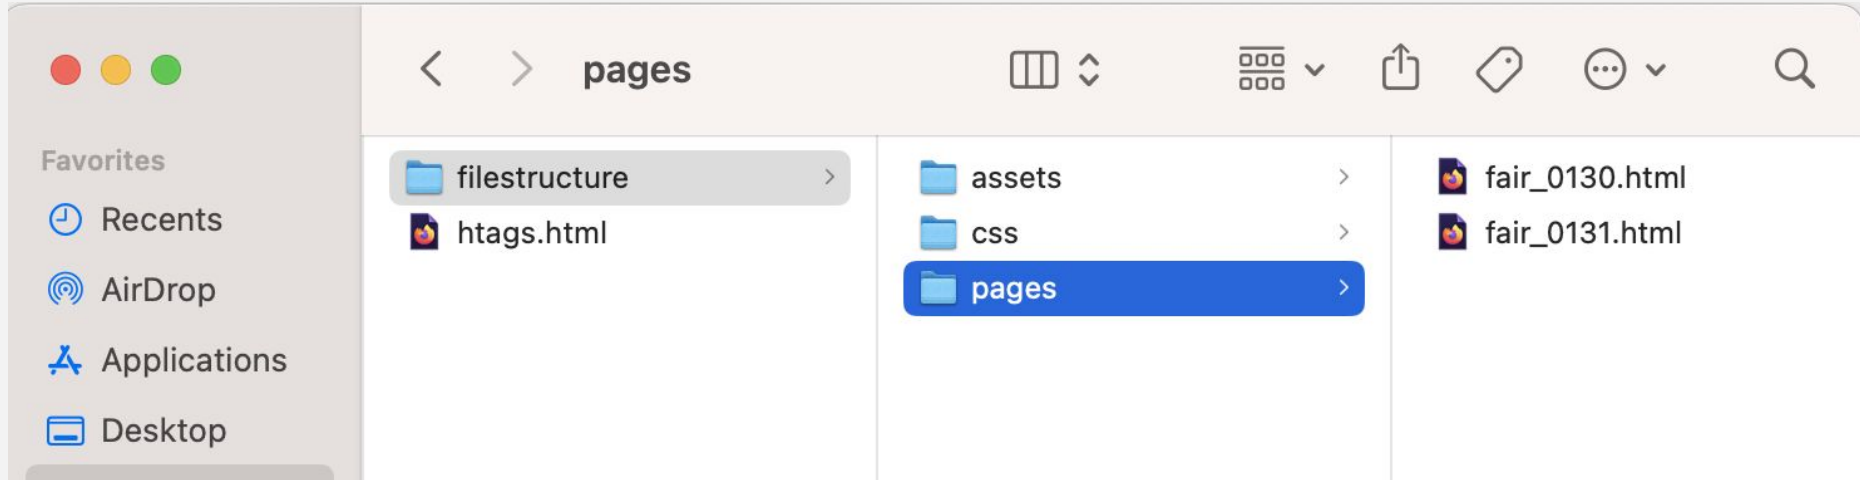 pages
Favorites
Recents
AirDrop
Applications
Desktop
filestructure
htags.html
assets
css
pages
fair_0130.html
fair_0131.html